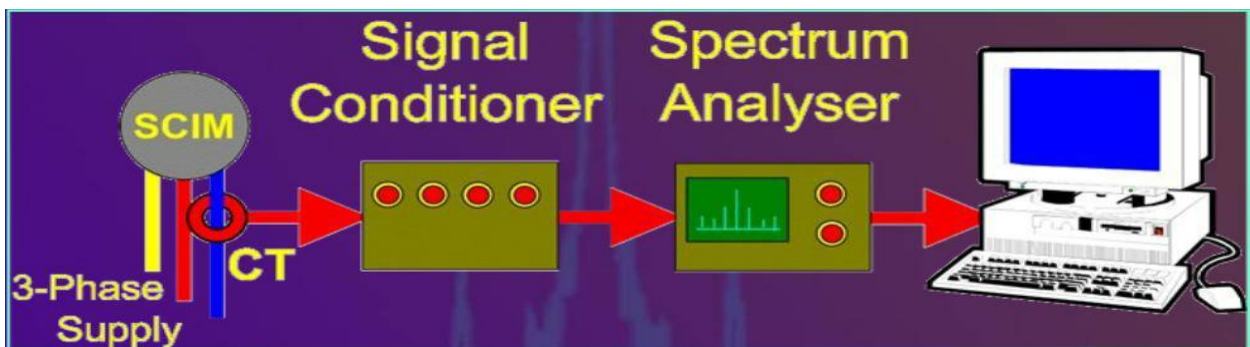 Signal
Conditioner
Spectrum
Analyser
SCIM
CT
3-Phase
Supply